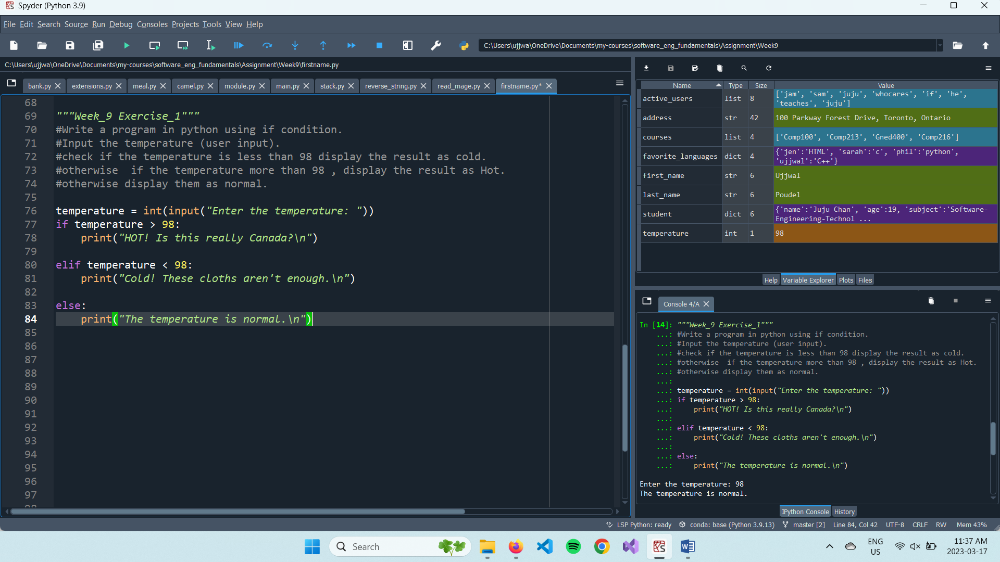 Spyder (Python 3.9)
File Edit Search Source Run Debug Consoles Projects Tools View Help
C:\Users\ujjwa\OneDrive\Documents\my-courses\software_eng_fundamentals\Assignment\Week9
C:\Users\ujjwa\OneDrive\Documents\my-courses\software_eng_fundamentals\Assignment\Week9\firstname.py
bank.py extensions.py meal.py camel.py module.py main.py stack.py reverse_string.py read_mage.py firstname.py*
68
69 """Week_9 Exercise_1"""
70 #Write a program in python using if condition.
71 #Input the temperature (user input).
72 #check if the temperature is less than 98 display the result as cold.
73 #otherwise  if the temperature more than 98 , display the result as Hot.
74 #otherwise display them as normal.
75
76 temperature = int(input("Enter the temperature: "))
77 if temperature > 98:
78     print("HOT! Is this really Canada?\n")
79
80 elif temperature < 98:
81     print("Cold! These cloths aren't enough.\n")
82
83 else:
84     print("The temperature is normal.\n")
85
86
87
88
89
90
91
92
93
94
95
96
97
98
Name Type Size Value
active_users list 8 ['jam', 'sam', 'juju', 'whocares', 'if', 'he',
'teaches', 'juju']
address str 42 100 Parkway Forest Drive, Toronto, Ontario
courses list 4 ['Comp100', 'Comp213', 'Gned400', 'Comp216']
favorite_languages dict 4 {'jen':'HTML', 'sarah':'c', 'phil':'python',
'ujjwal':'C++'}
first_name str 6 Ujjwal
last_name str 6 Poudel
student dict 6 {'name':'Juju Chan', 'age':19, 'subject':'Software-
Engineering-Technol ...
temperature int 1 98
Help Variable Explorer Plots Files
Console 4/A
In [14]: """Week_9 Exercise_1"""
...: #Write a program in python using if condition.
...: #Input the temperature (user input).
...: #check if the temperature is less than 98 display the result as cold.
...: #otherwise  if the temperature more than 98 , display the result as Hot.
...: #otherwise display them as normal.
...:
...: temperature = int(input("Enter the temperature: "))
...: if temperature > 98:
...:     print("HOT! Is this really Canada?\n")
...:
...: elif temperature < 98:
...:     print("Cold! These cloths aren't enough.\n")
...:
...: else:
...:     print("The temperature is normal.\n")
Enter the temperature: 98
The temperature is normal.
IPython Console History
LSP Python: ready conda: base (Python 3.9.13) master [2] Line 84, Col 42 UTF-8 CRLF RW Mem 43%
Search
ENG
US
11:37 AM
2023-03-17